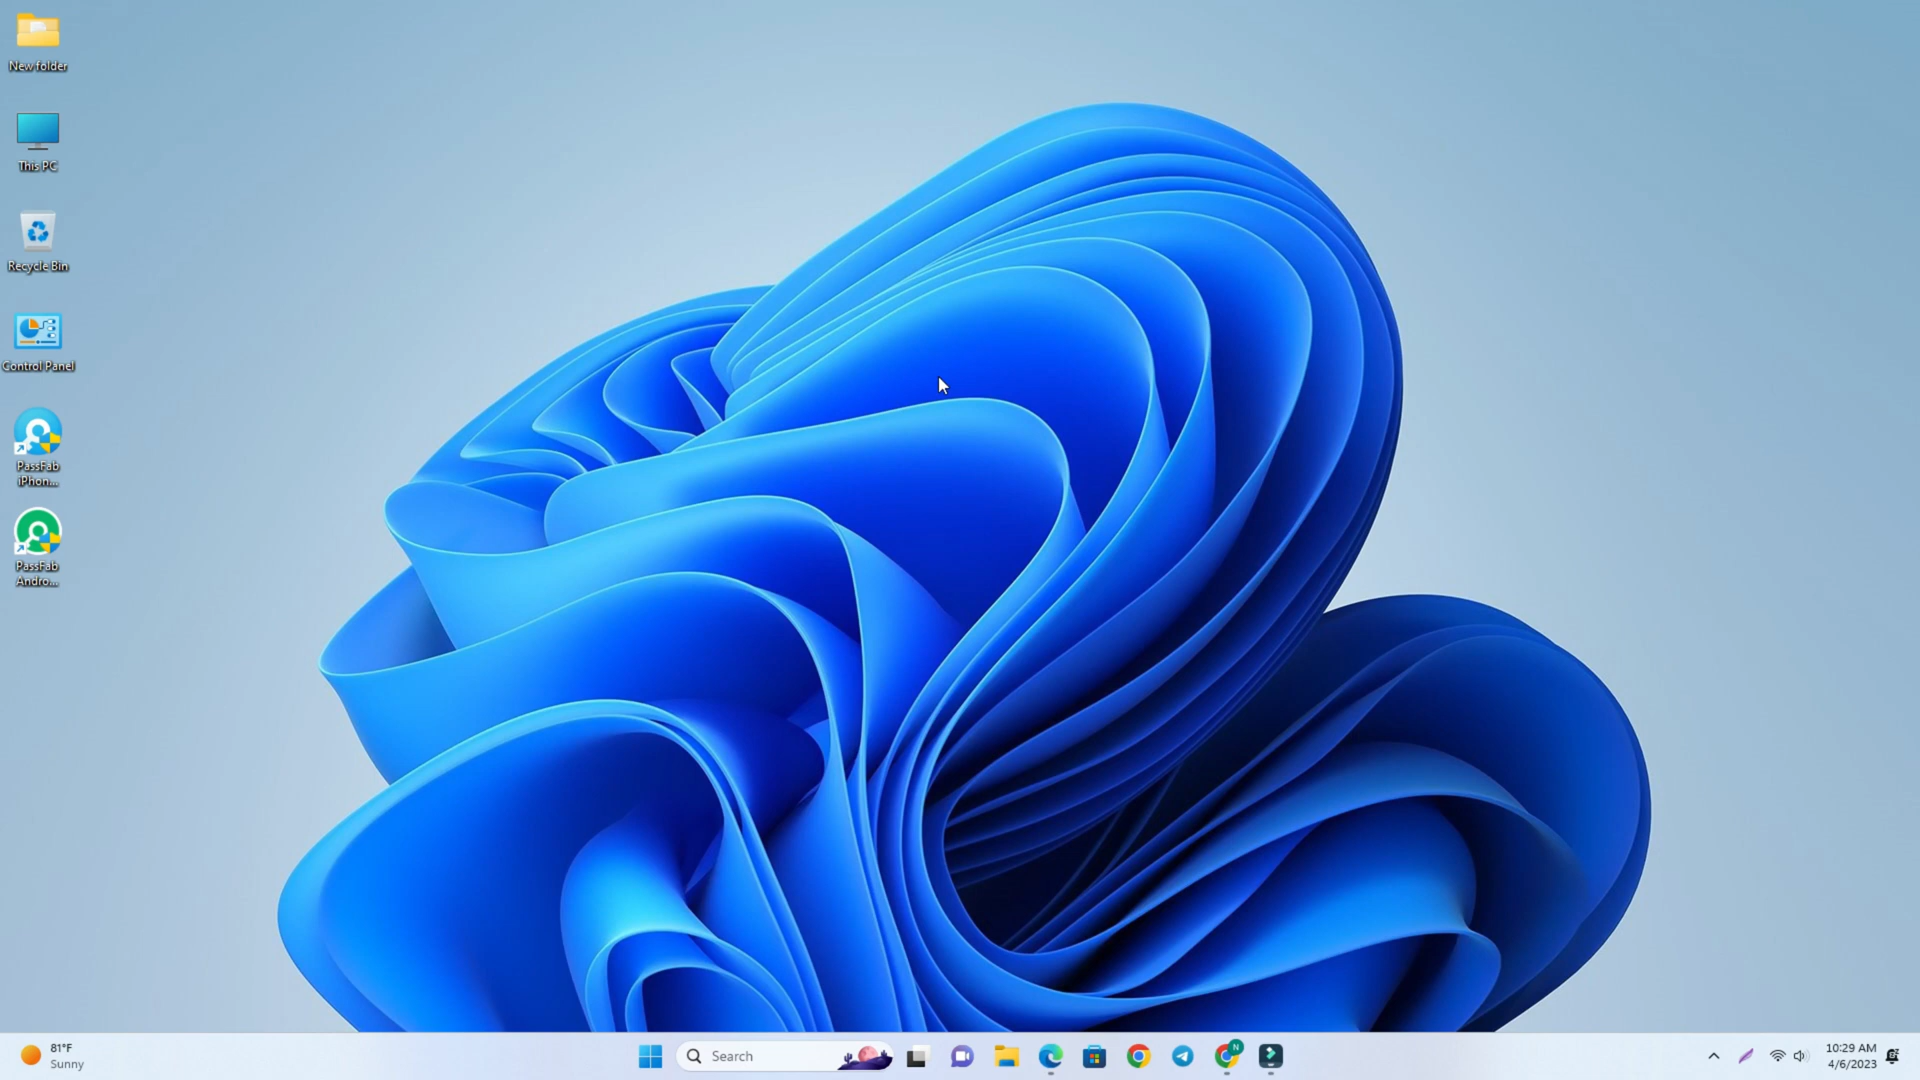 New folder
This PC
Recycle Bin
Control Panel
PassFab
iPhon...
PassFab
Andro...
81°F
Sunny
Search
N
10:29 AM
4/6/2023